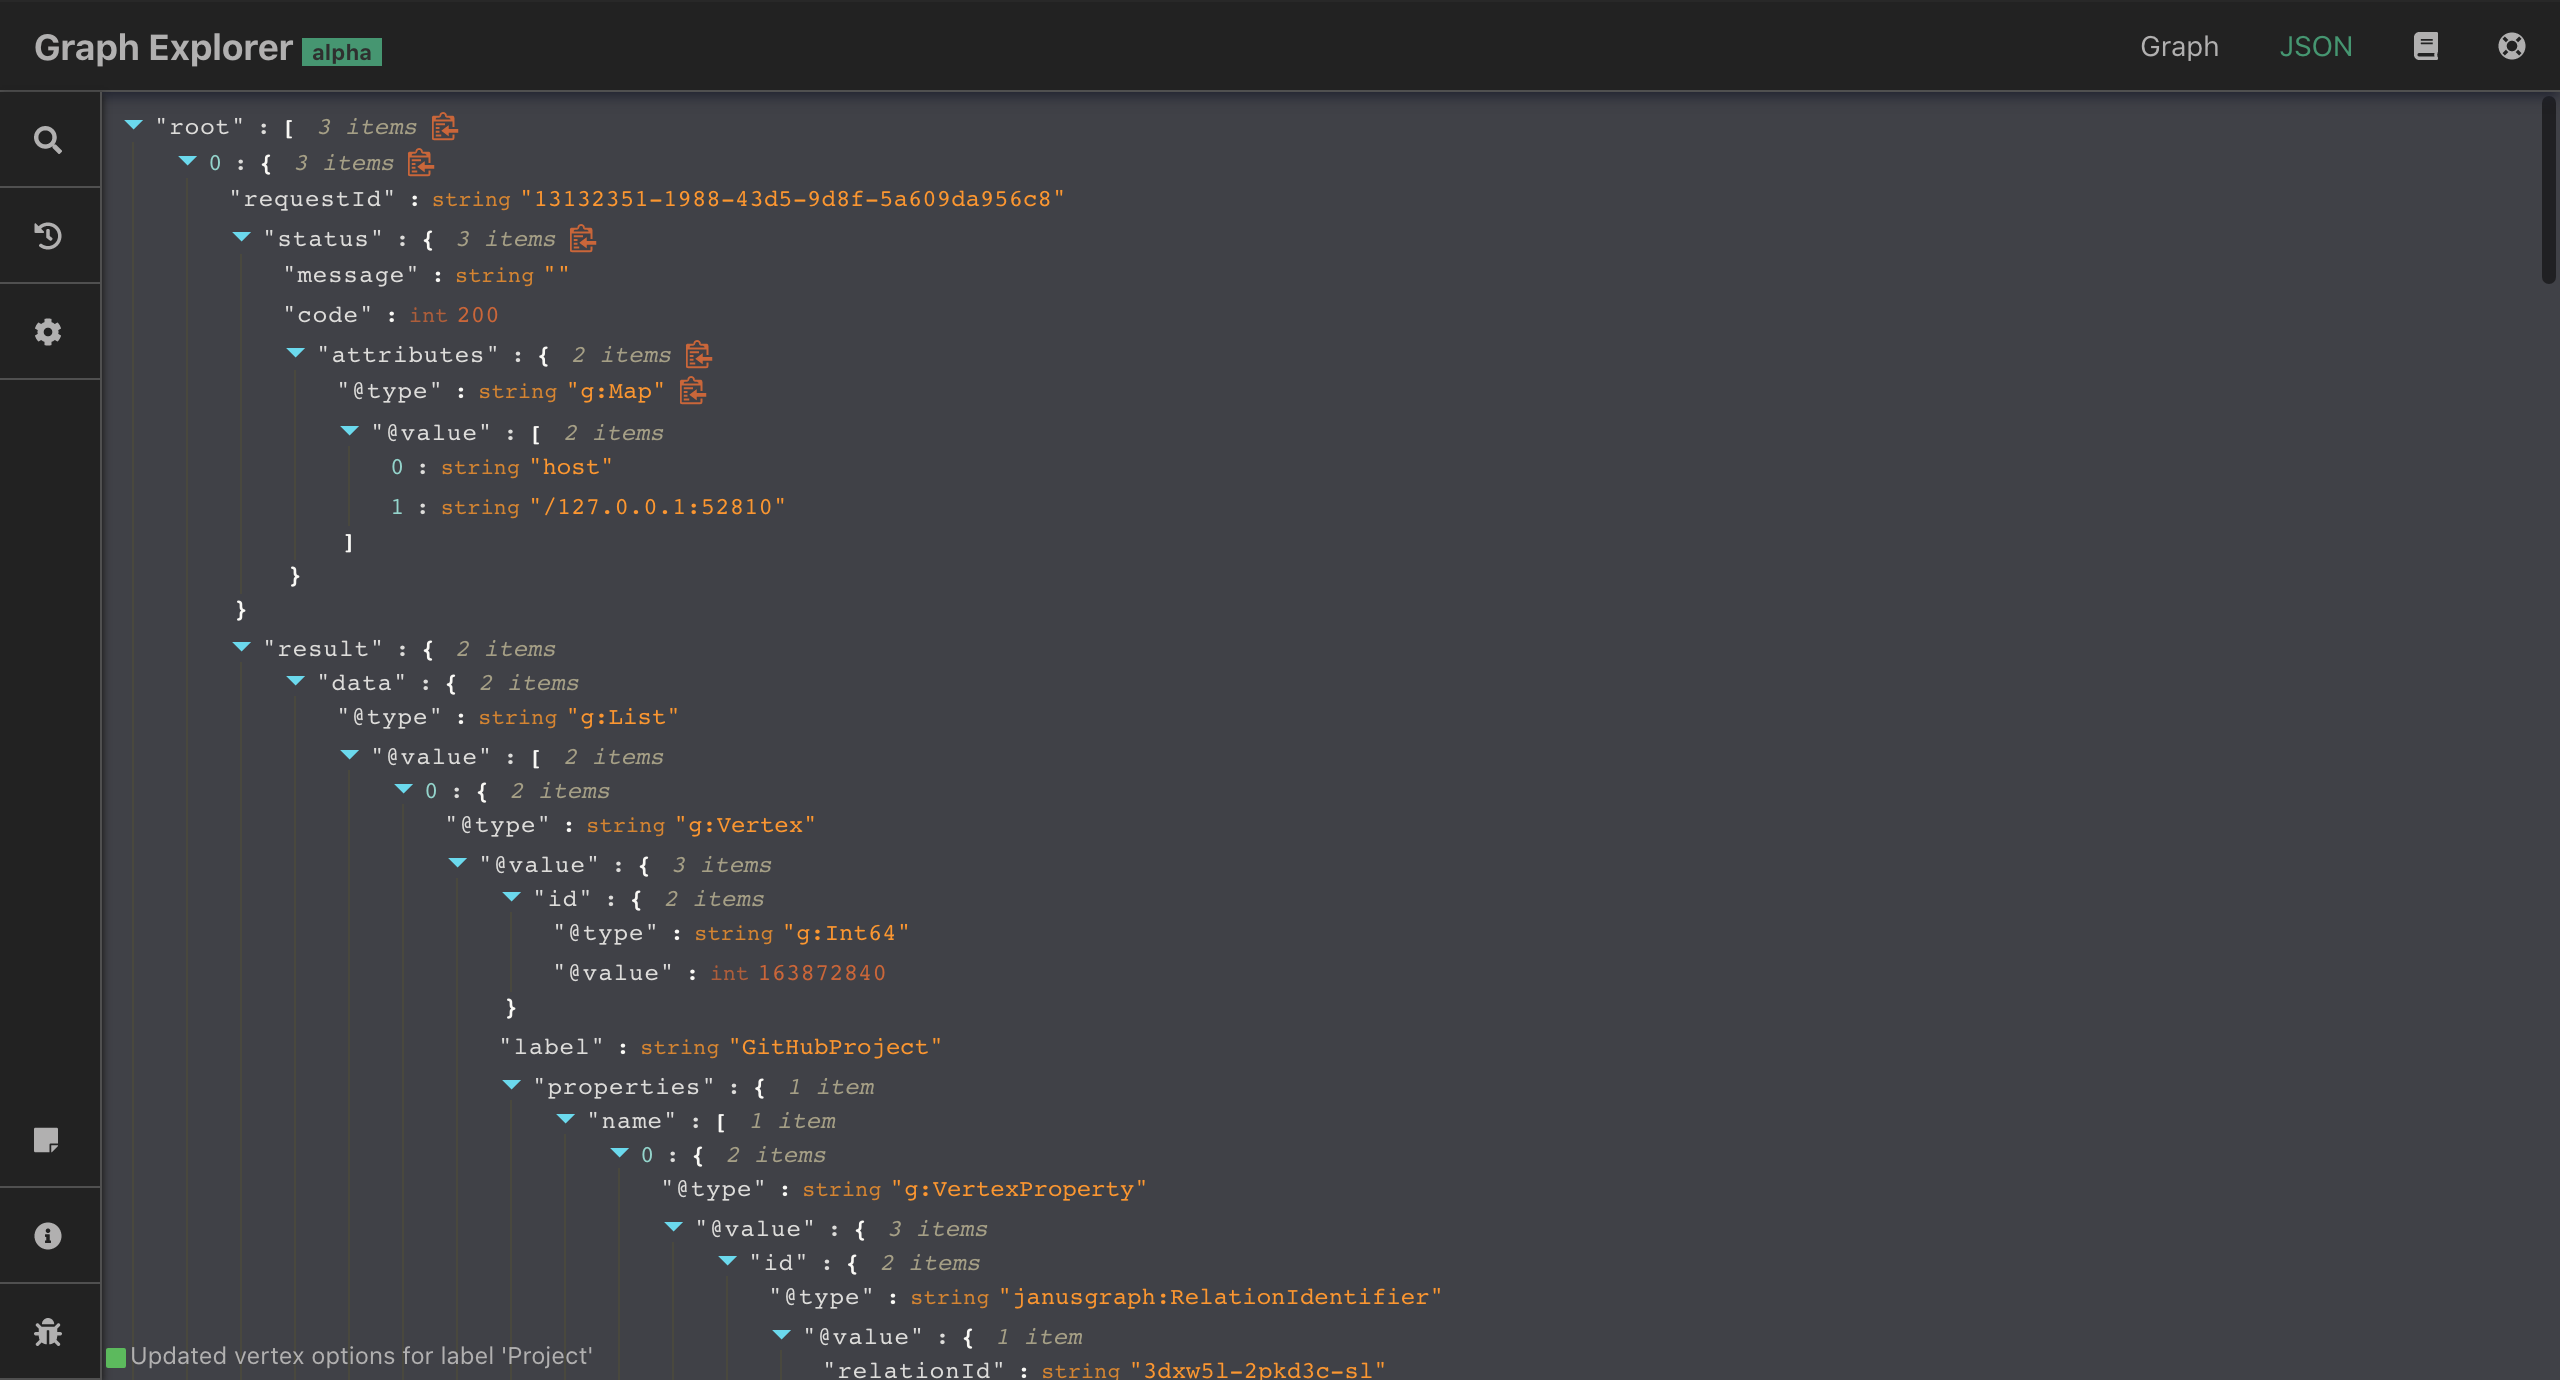 Graph Explorer alpha
Graph JSON
"root" : [ 3 items
0 : { 3 items
"requestId" : string "13132351-1988-43d5-9d8f-5a609da956c8"
"status" : { 3 items
"message" : string ""
"code" : int 200
"attributes" : { 2 items
"@type" : string "g:Map"
"@value" : [ 2 items
0 : string "host"
1 : string "/127.0.0.1:52810"
]
}
}
"result" : { 2 items
"data" : { 2 items
"@type" : string "g:List"
"@value" : [ 2 items
0 : { 2 items
"@type" : string "g:Vertex"
"@value" : { 3 items
"id" : { 2 items
"@type" : string "g:Int64"
"@value" : int 163872840
}
"label" : string "GitHubProject"
"properties" : { 1 item
"name" : [ 1 item
0 : { 2 items
"@type" : string "g:VertexProperty"
"@value" : { 3 items
"id" : { 2 items
"@type" : string "janusgraph:RelationIdentifier"
"@value" : { 1 item
Updated vertex options for label 'Project'
"relationId" : string "3dxw5l-2pkd3c-sl"